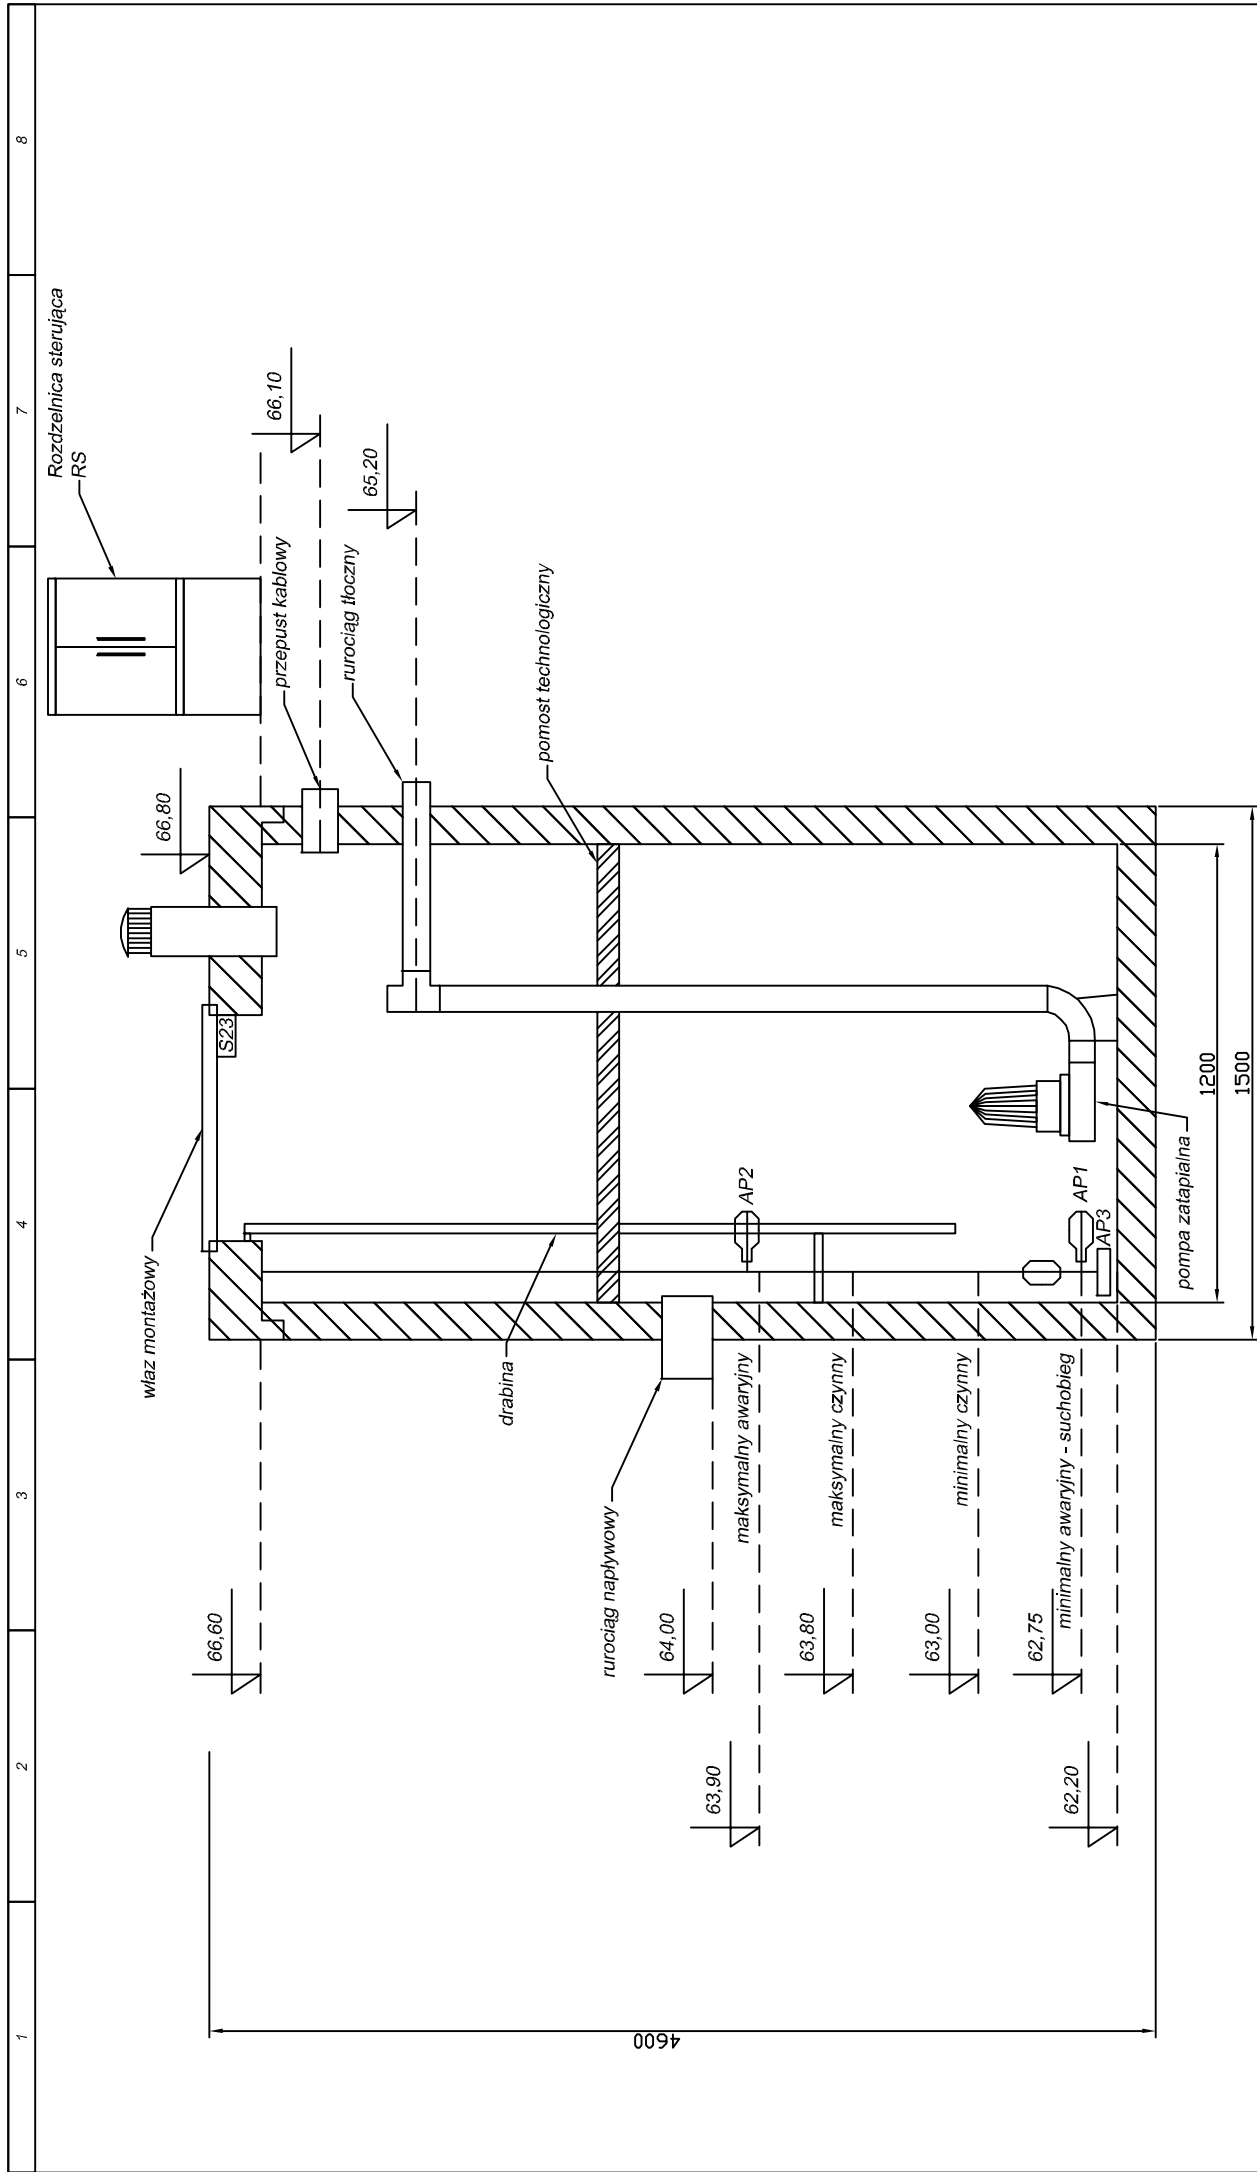 1
2
3
4
5
6
7
8
Rozdzelnica sterująca
RS
66,80
66,10
65,20
66,60
właz montażowy
S23
przepust kablowy
rurociąg tłoczny
pomost technologiczny
drabina
rurociąg napływowy
64,00
63,90
maksymalny awaryjny
AP2
63,80
maksymalny czynny
63,00
minimalny czynny
62,75
minimalny awaryjny - suchobieg
AP1
AP3
62,20
pompa zatapialna
1200
1500
4600